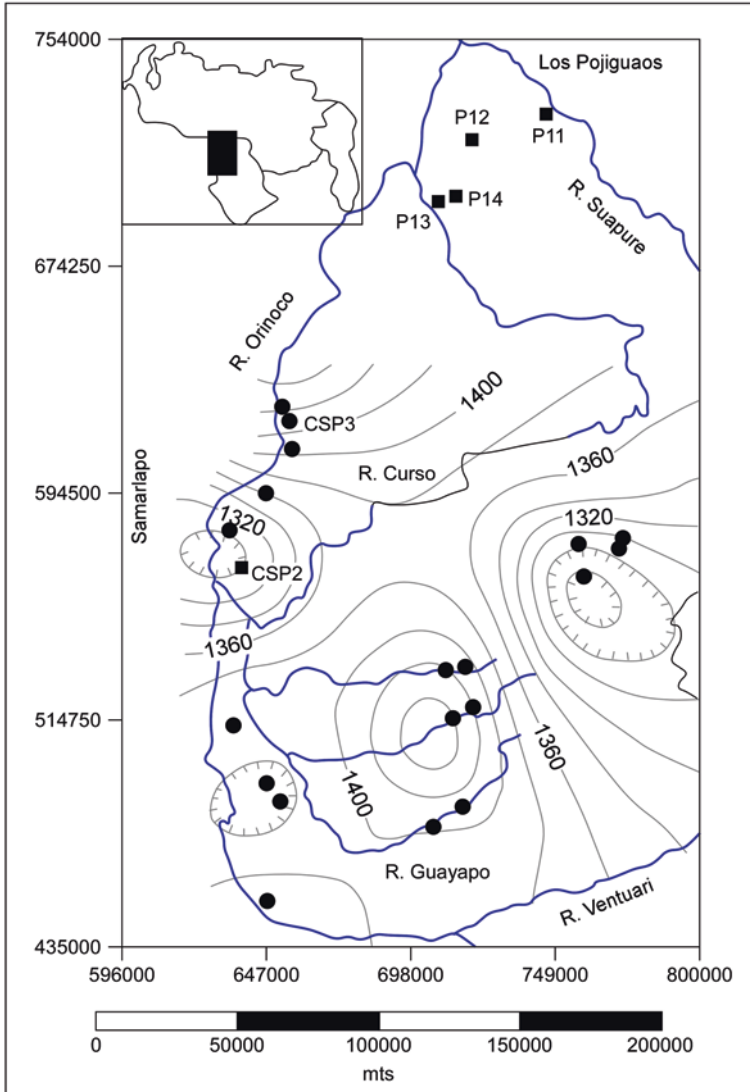 754000
Los Pojiguaos
P12
P11
P14
P13
R. Suapure
674250
R. Orinoco
1400
CSP3
Samariapo
R. Curso
1360
594500
1320
1320
CSP2
1360
514750
1360
1400
R. Guayapo
R. Ventuari
435000
596000
647000
698000
749000
800000
0
50000
100000
150000
200000
mts